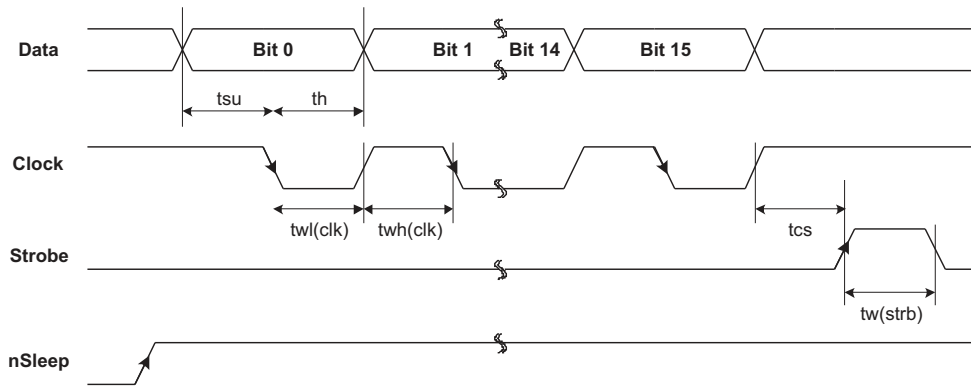 Data Bit 0 Bit 1 Bit 14 Bit 15
tsu th
Clock
twl(clk) twh(clk) tcs
Strobe
tw(strb)
nSleep